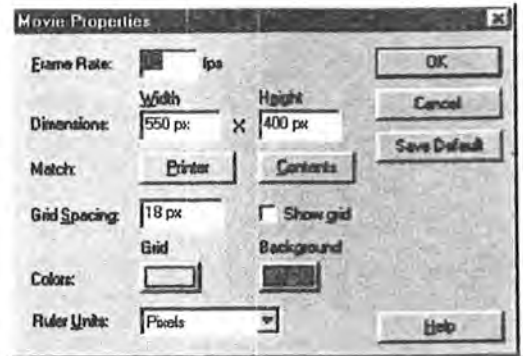 Movie Properties
Frame Rate: fps OK
Width Height
Dimensions: 550 px x 400 px Cancel
Save Default
Match: Printer Contents
Grid Spacing: 18 px Show grid
Grid Background
Colors:
Ruler Units: Pixels Help